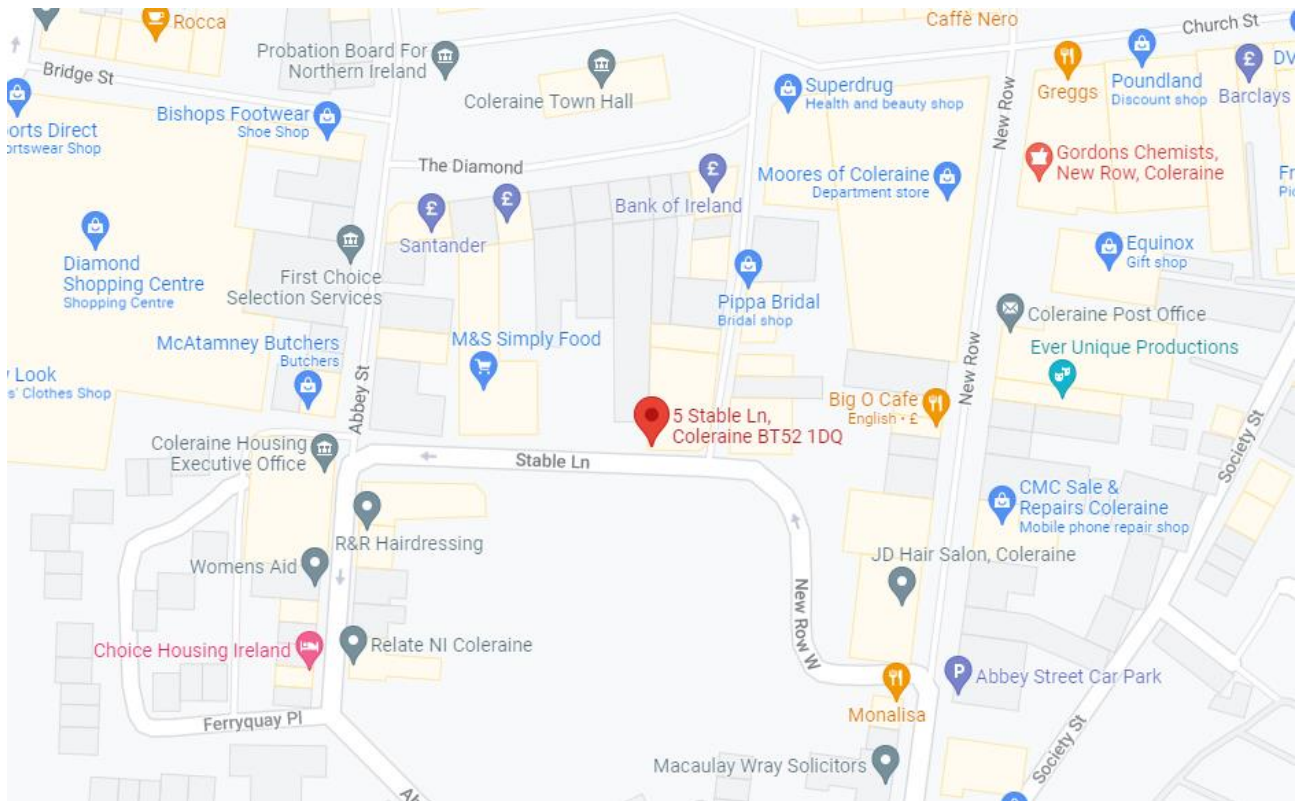 Rocca
Caffè Nero
Church St
Bridge St
Probation Board For
Northern Ireland
Coleraine Town Hall
Superdrug
Health and beauty shop
Greggs
Poundland
Discount shop
Barclays
DV
ports Direct
ortswear Shop
Bishops Footwear
Shoe Shop
The Diamond
New Row
Moores of Coleraine
Department store
Gordons Chemists,
New Row, Coleraine
Fr
Pic
Bank of Ireland
Santander
Diamond
Shopping Centre
Shopping Centre
First Choice
Selection Services
Equinox
Gift shop
Pippa Bridal
Bridal shop
Coleraine Post Office
McAtamney Butchers
Butchers
M&S Simply Food
Ever Unique Productions
w Look
s' Clothes Shop
Abbey St
New Row
Big O Cafe
English · £
5 Stable Ln,
Coleraine BT52 1DQ
Society St
Coleraine Housing
Executive Office
Stable Ln
CMC Sale &
Repairs Coleraine
Mobile phone repair shop
R&R Hairdressing
JD Hair Salon, Coleraine
Womens Aid
New Row W
Choice Housing Ireland
Relate NI Coleraine
P
Abbey Street Car Park
Monalisa
Ferryquay Pl
Society St
Macaulay Wray Solicitors
Ab